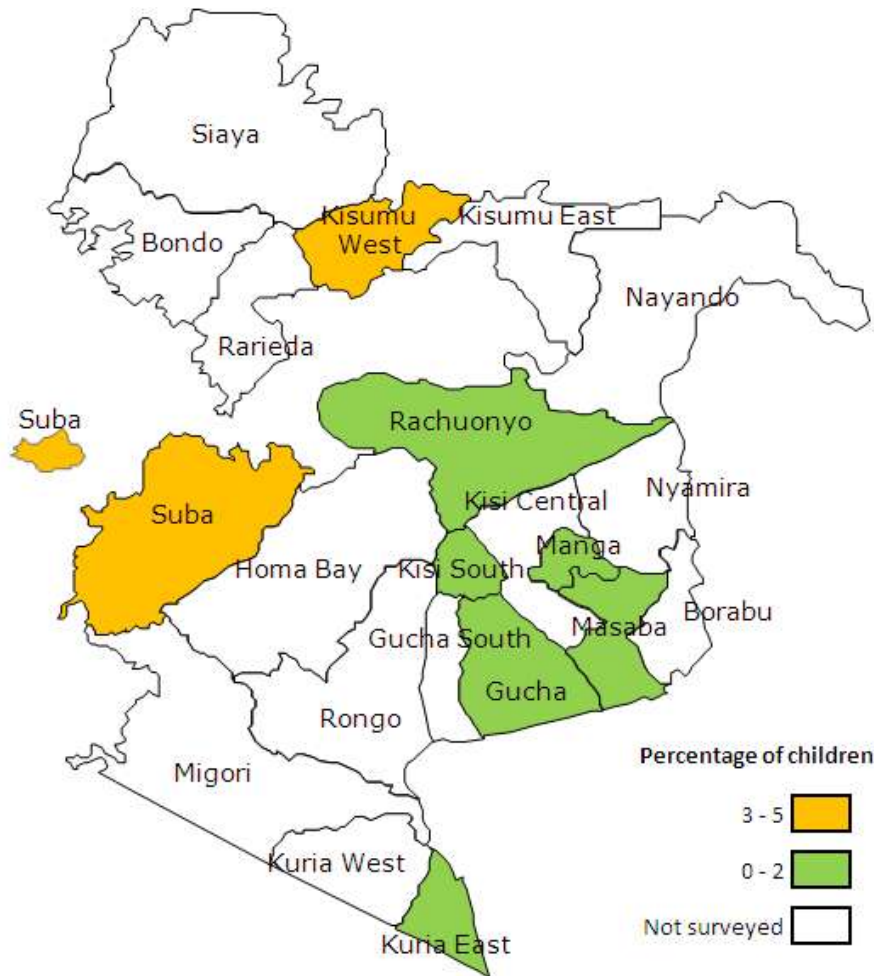 Siaya
Kisumu
West
Kisumu East
Bondo
Nayando
Rarieda
Suba
Rachuonyo
Suba
Kisi Central
Nyamira
Manga
Homa Bay
Kisi South
Borabu
Gucha South
Masaba
Gucha
Rongo
Migori
Kuria West
Kuria East
Percentage of children
3 - 5
0 - 2
Not surveyed